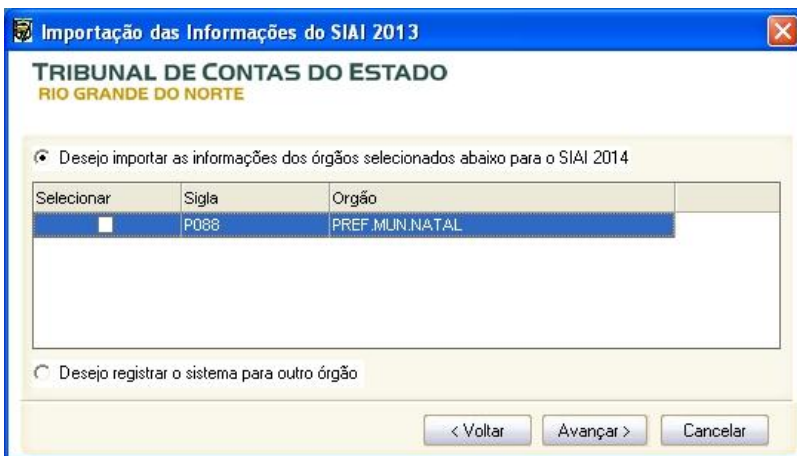 Importação das Informações do SIAI 2013
TRIBUNAL DE CONTAS DO ESTADO
RIO GRANDE DO NORTE
Desejo importar as informações dos órgãos selecionados abaixo para o SIAI 2014
Selecionar Sigla Orgão
P088 PREF.MUN.NATAL
Desejo registrar o sistema para outro órgão
< Voltar Avançar > Cancelar